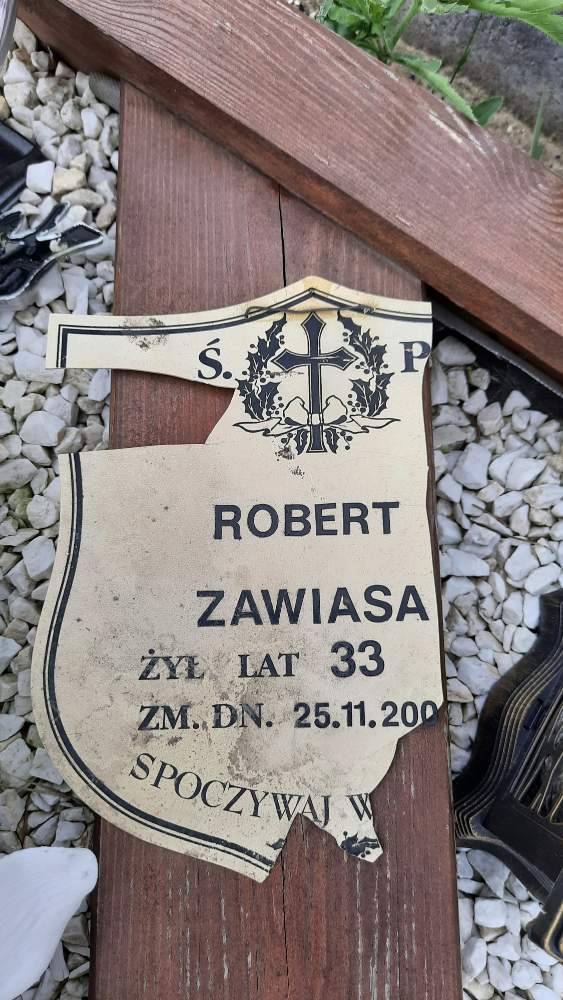 Ś. P
ROBERT
ZAWIASA
ŻYŁ LAT 33
ZM. DN. 25.11.200
SPOCZYWAJ W